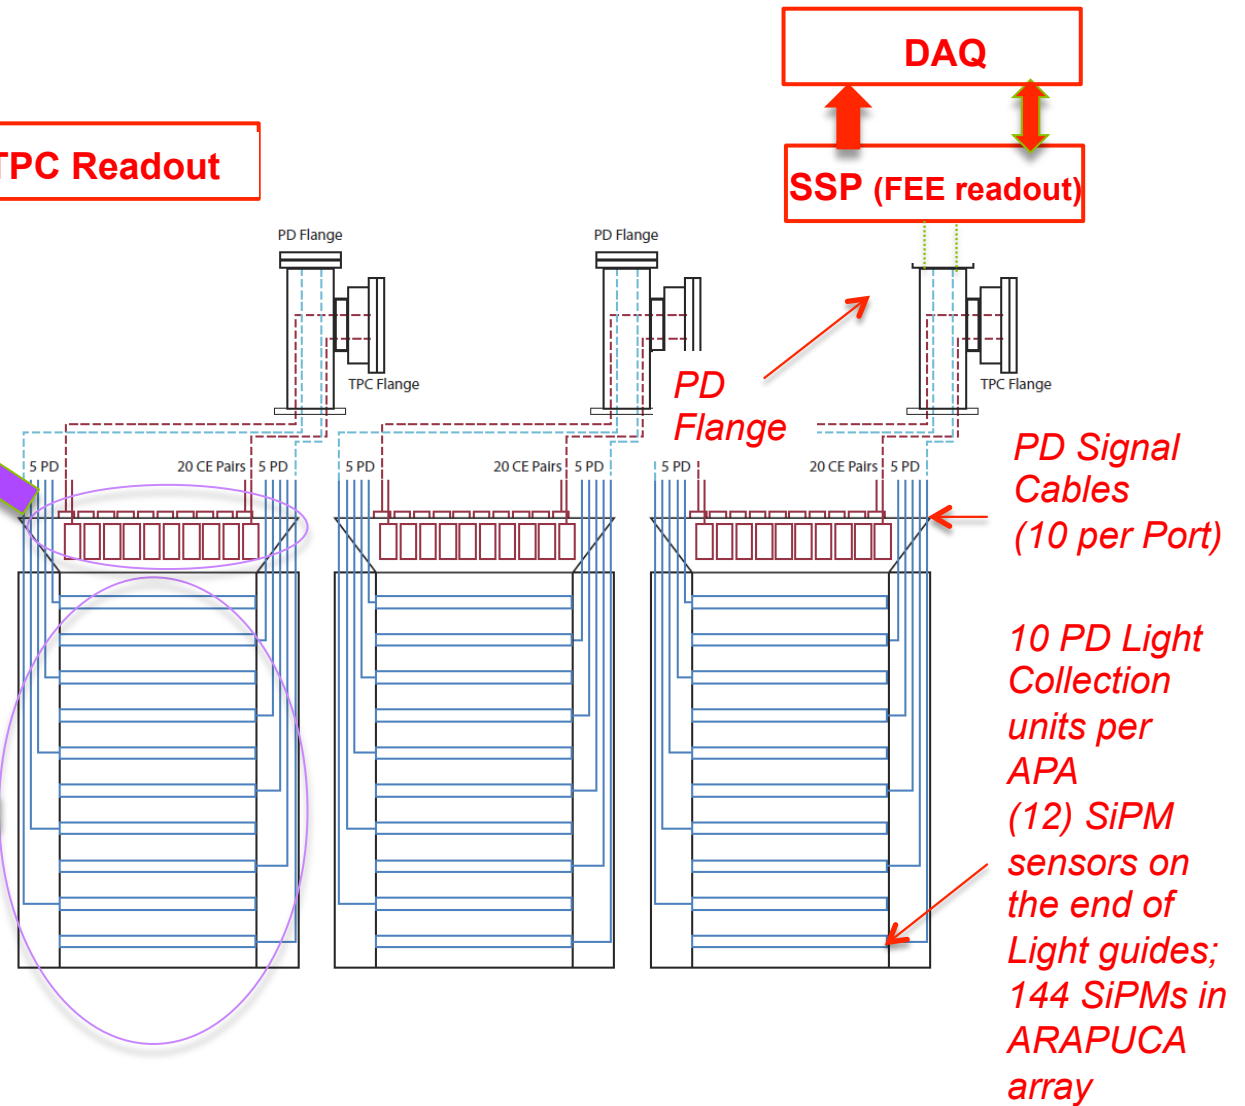 DAQ
TPC Readout
SSP (FEE readout)
PD Flange
PD Flange
TPC Flange
TPC Flange
PD
Flange
5 PD
20 CE Pairs
5 PD
5 PD
20 CE Pairs
5 PD
5 PD
20 CE Pairs
5 PD
PD Signal
Cables
(10 per Port)
10 PD Light
Collection
units per
APA
(12) SiPM
sensors on
the end of
Light guides;
144 SiPMs in
ARAPUCA
array